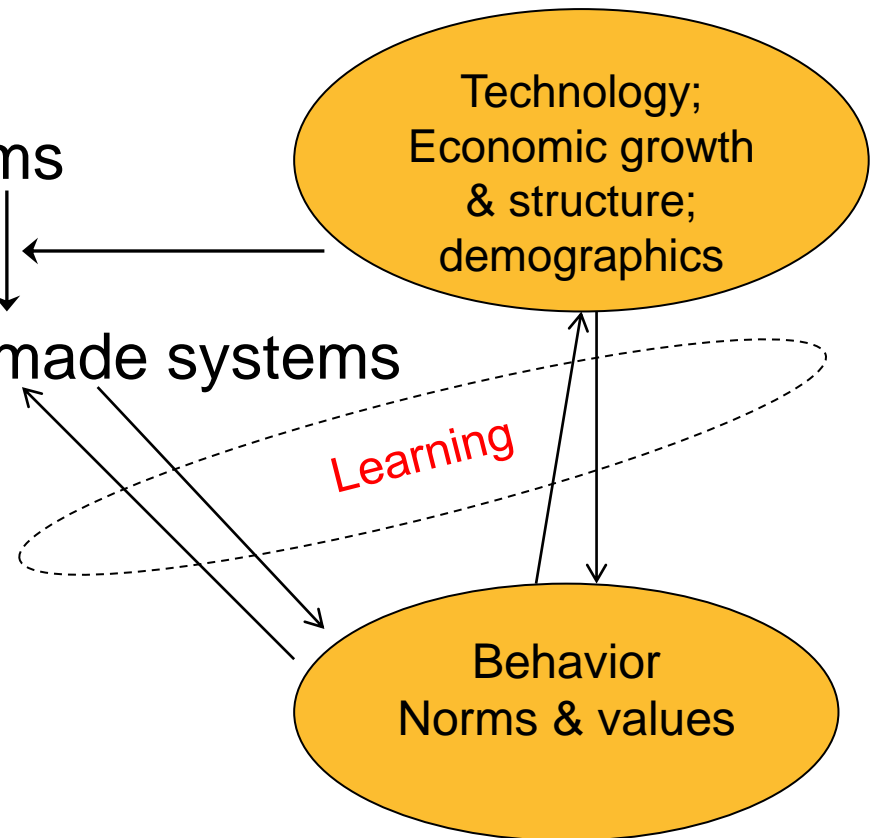 Technology;
Economic growth
& structure;
demographics
ms
made systems
Learning
Behavior
Norms & values